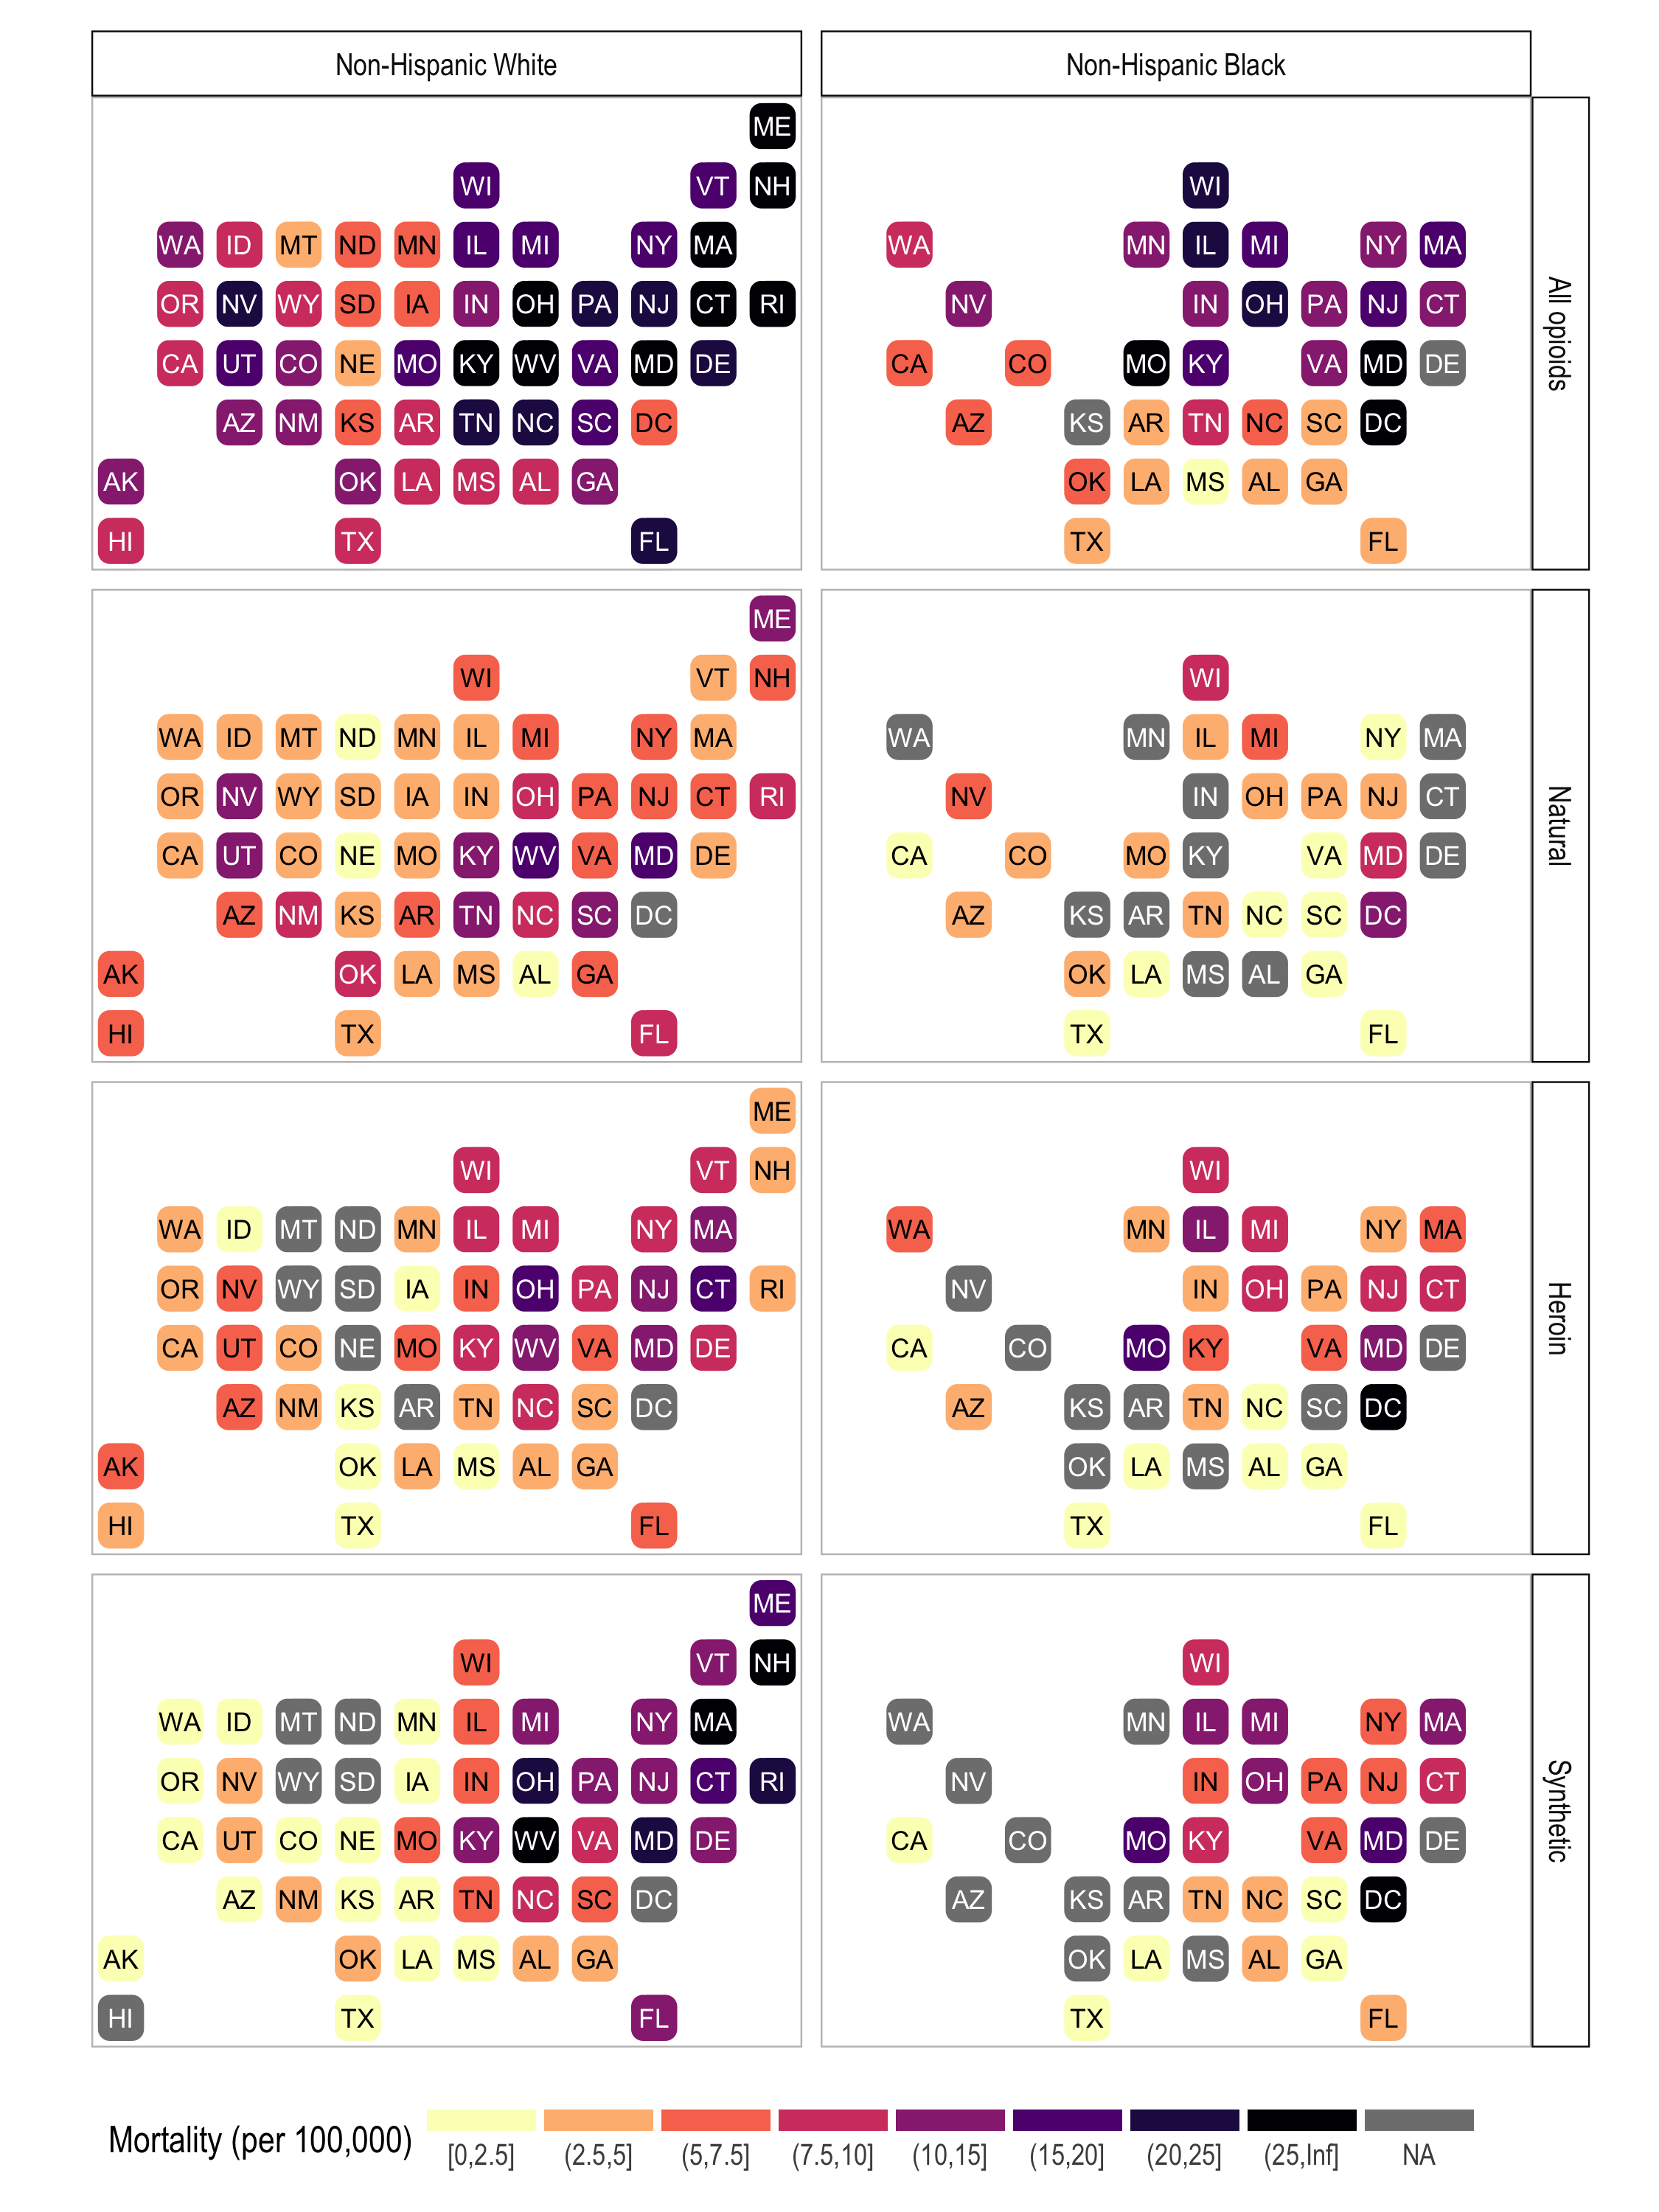 Non-Hispanic White Non-Hispanic Black
ME
WI VT NH WI
WA ID MT ND MN IL MI NY MA WA MN IL MI NY MA
OR NV WY SD IA IN OH PA NJ CT RI NV IN OH PA NJ CT
CA UT CO NE MO KY WV VA MD DE CA CO MO KY VA MD DE
AZ NM KS AR TN NC SC DC AZ KS AR TN NC SC DC
AK OK LA MS AL GA OK LA MS AL GA
HI TX FL TX FL
All opioids
ME
WI VT NH WI
WA ID MT ND MN IL MI NY MA WA MN IL MI NY MA
OR NV WY SD IA IN OH PA NJ CT RI NV IN OH PA NJ CT
CA UT CO NE MO KY WV VA MD DE CA CO MO KY VA MD DE
AZ NM KS AR TN NC SC DC AZ KS AR TN NC SC DC
AK OK LA MS AL GA OK LA MS AL GA
HI TX FL TX FL
Natural
ME
WI VT NH WI
WA ID MT ND MN IL MI NY MA WA MN IL MI NY MA
OR NV WY SD IA IN OH PA NJ CT RI NV IN OH PA NJ CT
CA UT CO NE MO KY WV VA MD DE CA CO MO KY VA MD DE
AZ NM KS AR TN NC SC DC AZ KS AR TN NC SC DC
AK OK LA MS AL GA OK LA MS AL GA
HI TX FL TX FL
Heroin
ME
WI VT NH WI
WA ID MT ND MN IL MI NY MA WA MN IL MI NY MA
OR NV WY SD IA IN OH PA NJ CT RI NV IN OH PA NJ CT
CA UT CO NE MO KY WV VA MD DE CA CO MO KY VA MD DE
AZ NM KS AR TN NC SC DC AZ KS AR TN NC SC DC
AK OK LA MS AL GA OK LA MS AL GA
HI TX FL TX FL
Synthetic
Mortality (per 100,000)
[0,2.5] (2.5,5] (5,7.5] (7.5,10] (10,15] (15,20] (20,25] (25,Inf] NA